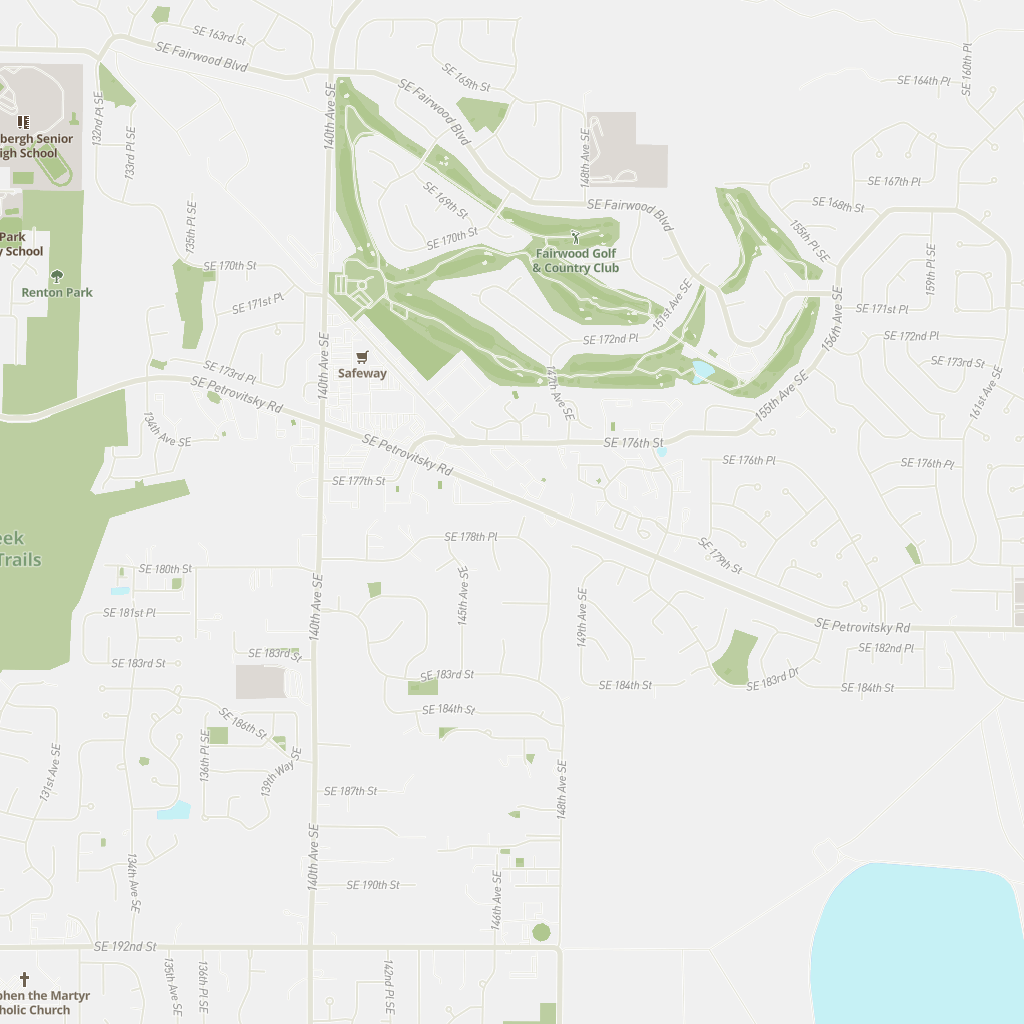 SE 163rd St
SE Fairwood Blvd
SE 160th Pl
SE 164th Pl
SE 165th St
SE Fairwood Blvd
140th Ave SE
132nd Pl SE
133rd Pl SE
148th Ave SE
bergh Senior
igh School
SE 167th Pl
SE 168th St
SE 169th St
SE Fairwood Blvd
155th Pl SE
135th Pl SE
SE 170th St
Park
y School
Fairwood Golf
& Country Club
159th Pl SE
SE 170th St
Renton Park
SE 171st Pl
151st Ave SE
156th Ave SE
SE 171st St
SE 172nd Pl
SE 172nd Pl
140th Ave SE
Safeway
SE 173rd Pl
SE 173rd St
SE Petrovitsky Rd
147th Ave SE
155th Ave SE
161st Ave SE
134th Ave SE
SE Petrovitsky Rd
SE 176th St
SE 176th Pl
SE 176th Pl
SE 177th St
eek
Trails
SE 178th Pl
SE 179th St
SE 180th St
140th Ave SE
145th Ave SE
149th Ave SE
SE 181st Pl
SE Petrovitsky Rd
SE 182nd Pl
SE 183rd St
SE 183rd St
SE 183rd St
SE 183rd Dr
SE 184th St
SE 184th St
SE 184th St
SE 186th St
136th Pl SE
139th Way SE
131st Ave SE
SE 187th St
148th Ave SE
140th Ave SE
134th Ave SE
SE 190th St
146th Ave SE
SE 192nd St
135th Ave SE
136th Pl SE
142nd Pl SE
phen the Martyr
tholic Church